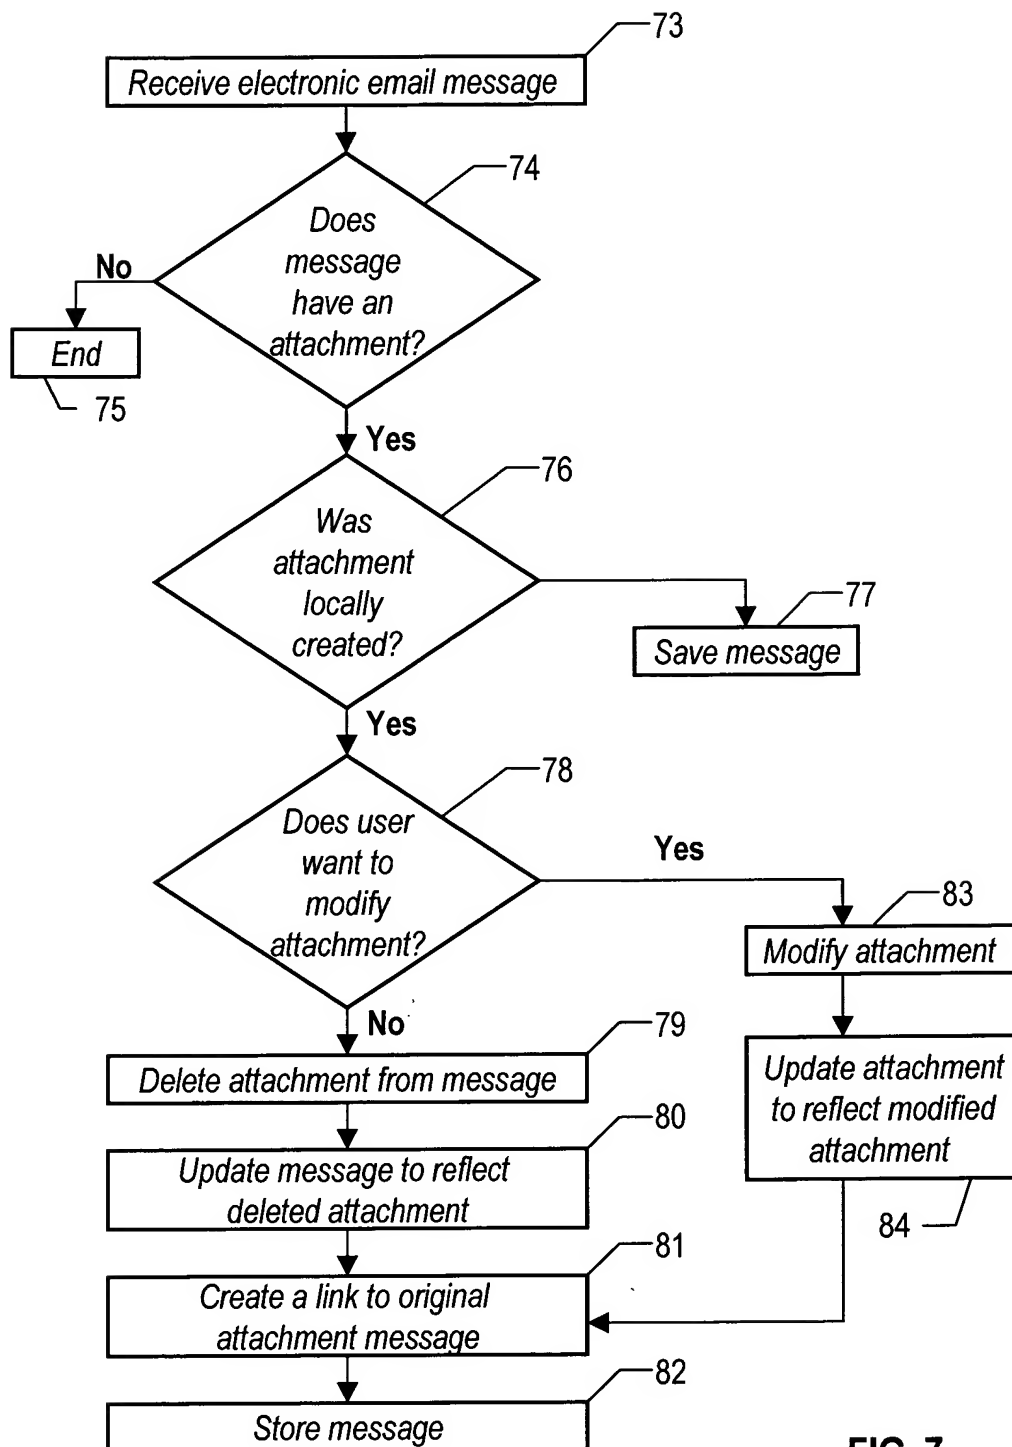 73
Receive electronic email message
74
Does
message
have an
attachment?
No
End
75
Yes
76
Was
attachment
locally
created?
77
Save message
Yes
78
Does user
want to
modify
attachment?
Yes
83
Modify attachment
No
79
Delete attachment from message
Update attachment
to reflect modified
attachment
84
80
Update message to reflect
deleted attachment
81
Create a link to original
attachment message
82
Store message